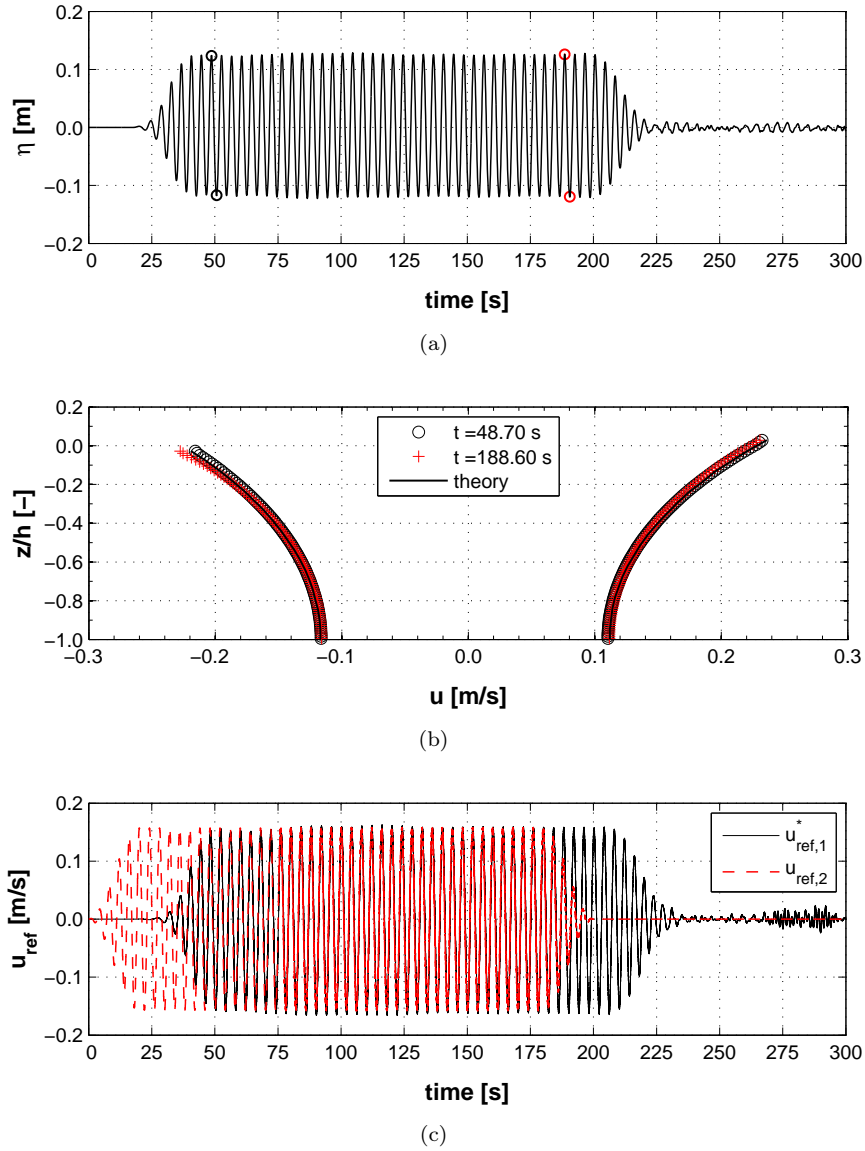 0.2
0.1
0.0
−0.1
−0.2
η [m]
0 25 50 75 100 125 150 175 200 225 250 275 300
time [s]
(a)
0.2
0.0
−0.2
−0.4
−0.6
−0.8
−1.0
z/h [−]
t =48.70 s
t =188.60 s
theory
−0.3 −0.2 −0.1 0.0 0.1 0.2 0.3
u [m/s]
(b)
0.2
0.1
0.0
−0.1
−0.2
u_ref [m/s]
u*_ref,1
u_ref,2
0 25 50 75 100 125 150 175 200 225 250 275 300
time [s]
(c)